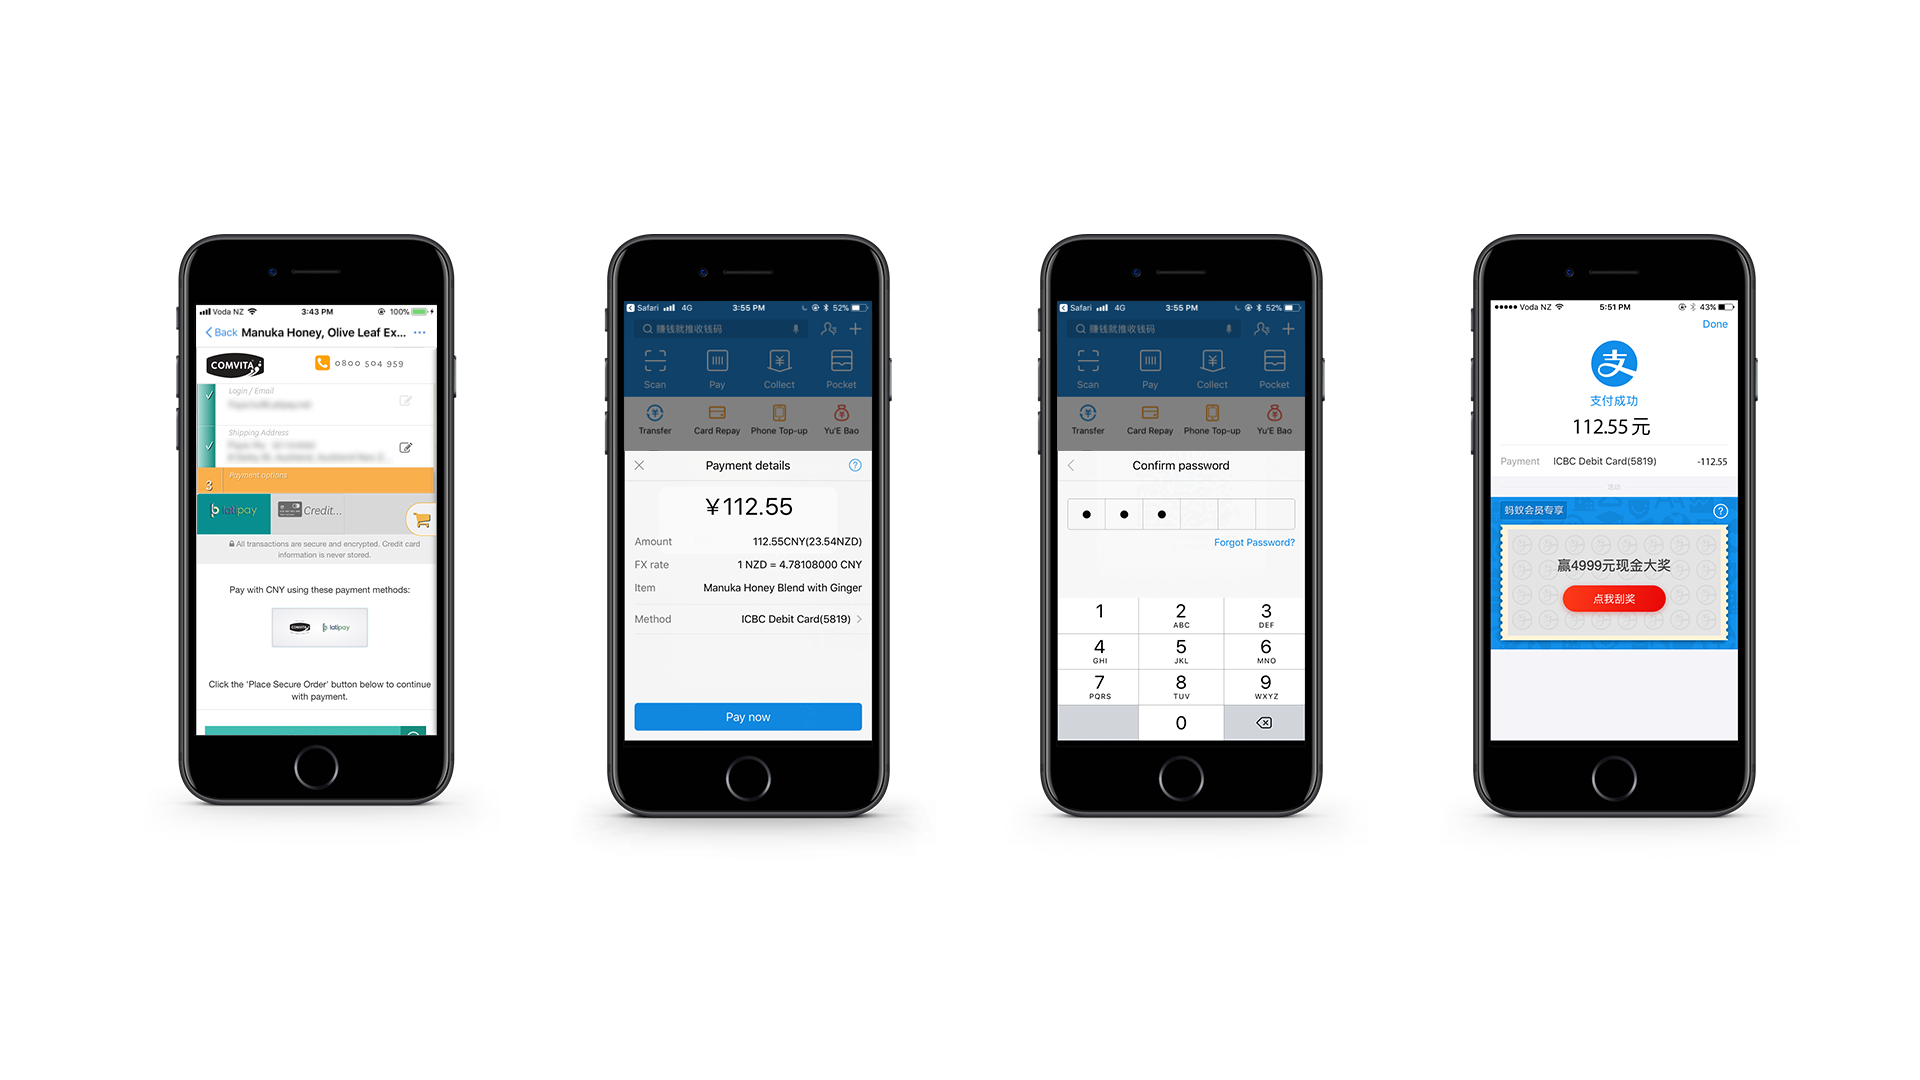 Voda NZ 3:43 PM 100%
Back Manuka Honey, Olive Leaf Ex... ...
COMVITA 0800 504 959
Login / Email
Shipping Address
Payment options
3
latipay Credit...
All transactions are secure and encrypted. Credit card
information is never stored.
Pay with CNY using these payment methods:
COMVITA latipay
Click the 'Place Secure Order' button below to continue
with payment.
Safari 4G 3:55 PM 52%
赚钱就推收钱码
Scan Pay Collect Pocket
Transfer Card Repay Phone Top-up Yu'E Bao
Payment details ?
¥112.55
Amount 112.55CNY(23.54NZD)
FX rate 1 NZD = 4.78108000 CNY
Item Manuka Honey Blend with Ginger
Method ICBC Debit Card(5819)
Pay now
Safari 4G 3:55 PM 52%
赚钱就推收钱码
Scan Pay Collect Pocket
Transfer Card Repay Phone Top-up Yu'E Bao
Confirm password
Forgot Password?
1 2 3
ABC DEF
4 5 6
GHI JKL MNO
7 8 9
PQRS TUV WXYZ
0
Voda NZ 5:51 PM 43%
Done
支
支付成功
112.55元
Payment ICBC Debit Card(5819) -112.55
活动
蚂蚁会员专享 ?
赢4999元现金大奖
点我刮奖